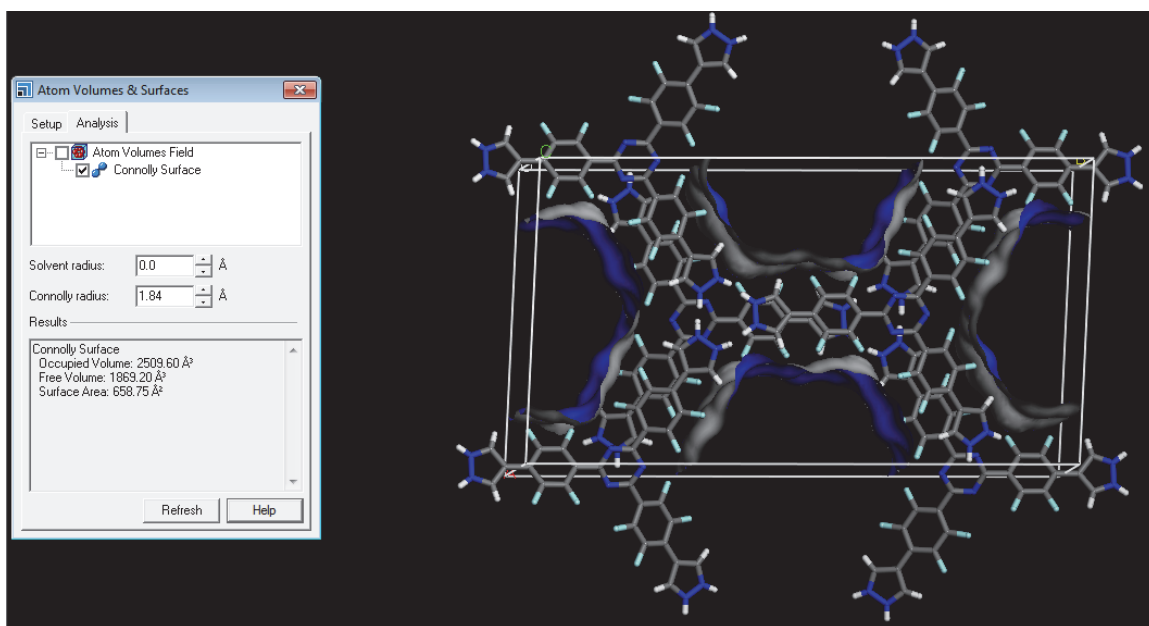 Atom Volumes & Surfaces
Setup Analysis
Atom Volumes Field
Connolly Surface
Solvent radius: 0.0 Å
Connolly radius: 1.84 Å
Results
Connolly Surface
Occupied Volume: 2509.60 Å³
Free Volume: 1869.20 Å³
Surface Area: 658.75 Å²
Refresh Help